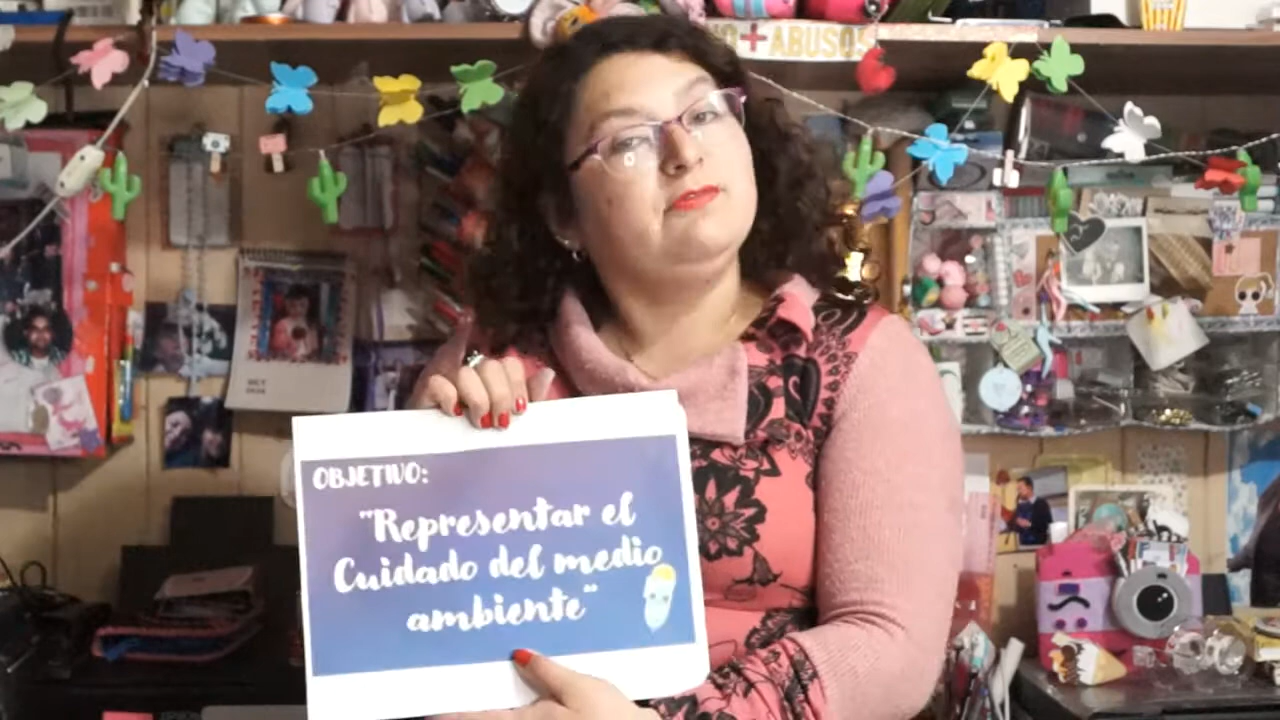 NO+ABUSOS
OBJETIVO:
"Representar el
Cuidado del medio
ambiente"